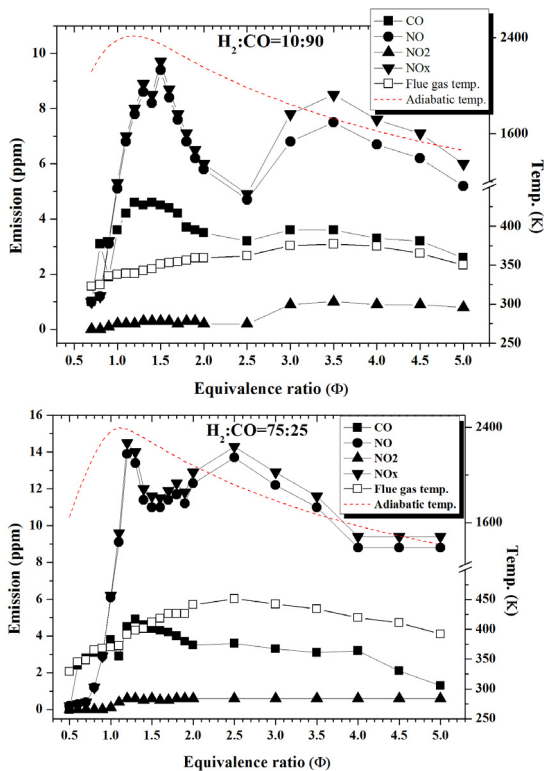 H2:CO=10:90
CO
NO
NO2
NOx
Flue gas temp.
Adiabatic temp.
10
8
6
4
2
0
Emission (ppm)
2400
1600
400
350
300
250
Temp. (K)
0.5 1.0 1.5 2.0 2.5 3.0 3.5 4.0 4.5 5.0
Equivalence ratio (Φ)
H2:CO=75:25
CO
NO
NO2
NOx
Flue gas temp.
Adiabatic temp.
16
14
12
10
8
6
4
2
0
Emission (ppm)
2400
1600
450
400
350
300
250
Temp. (K)
0.5 1.0 1.5 2.0 2.5 3.0 3.5 4.0 4.5 5.0
Equivalence ratio (Φ)